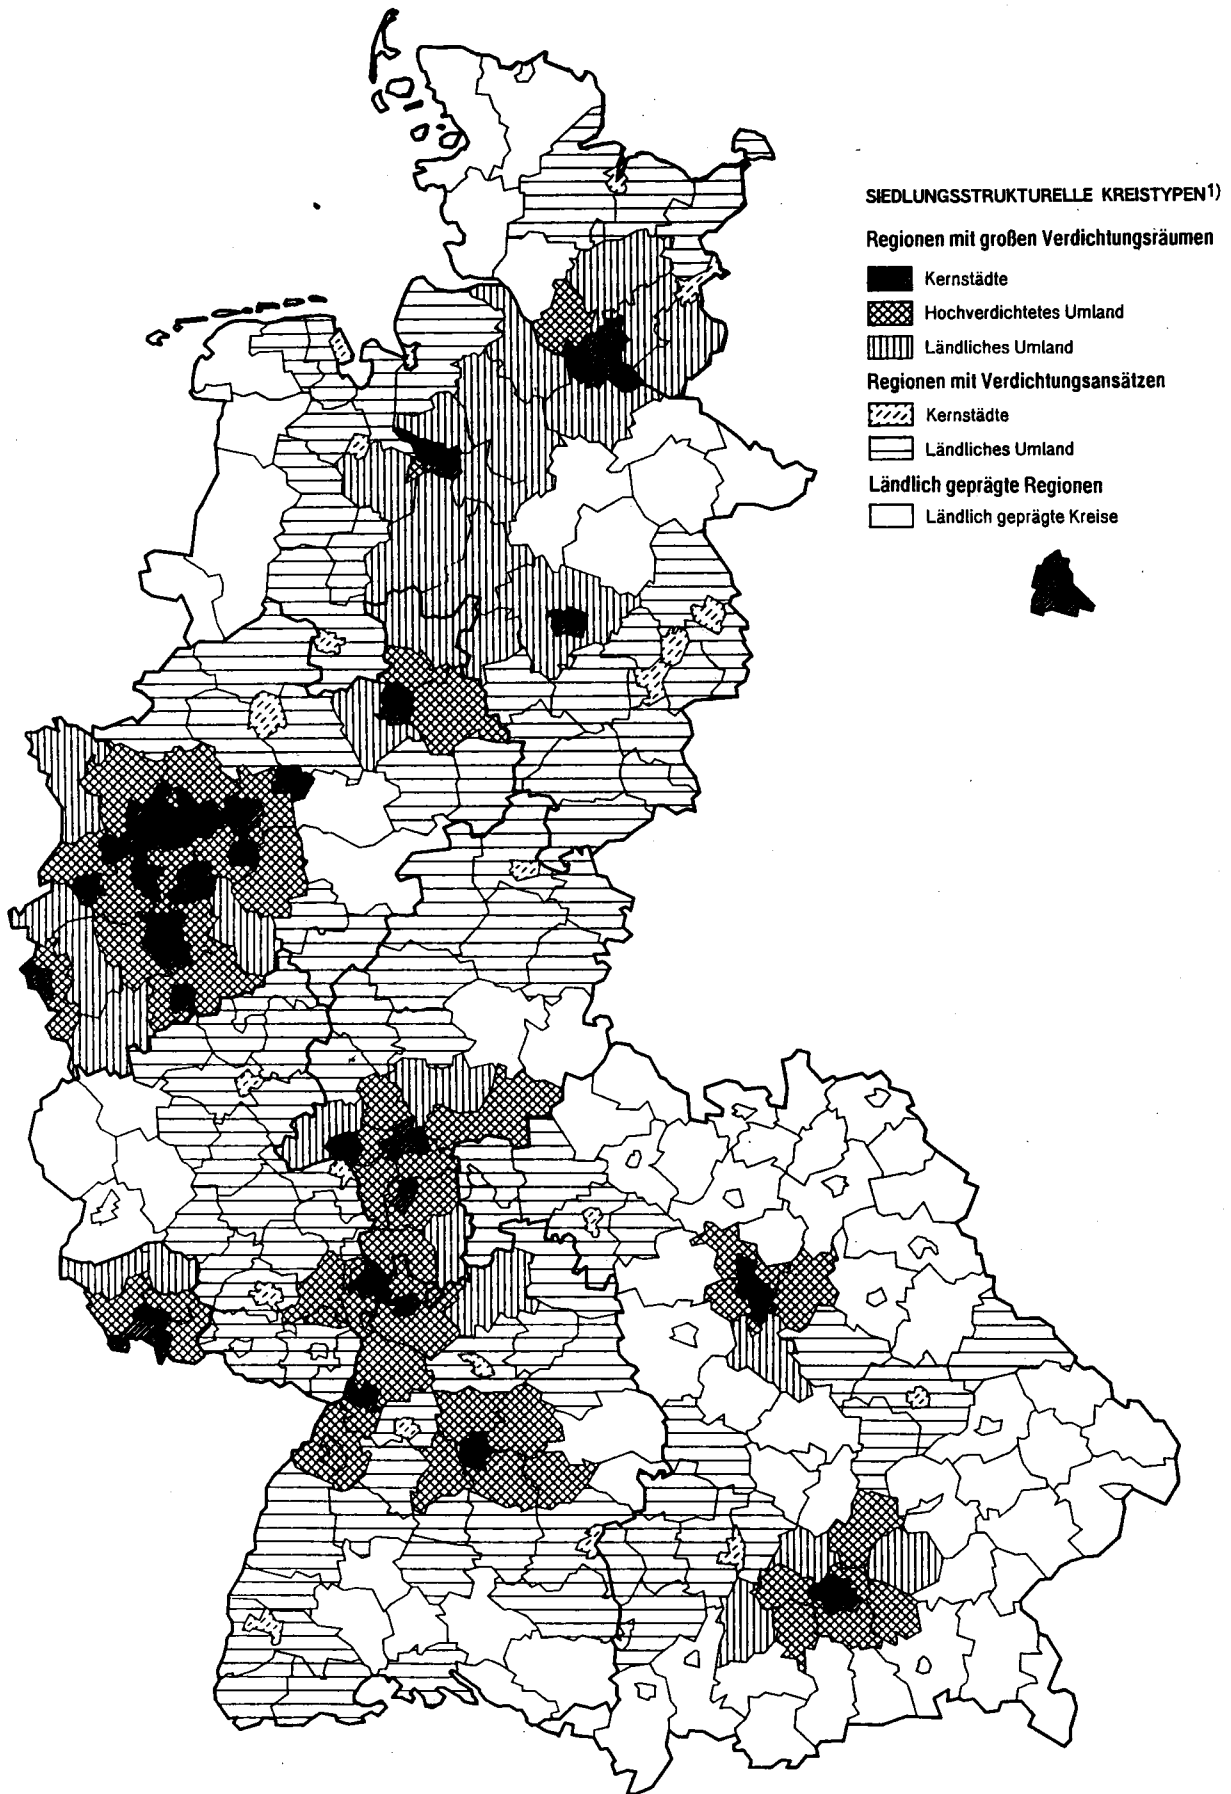 SIEDLUNGSSTRUKTURELLE KREISTYPEN1)
Regionen mit großen Verdichtungsräumen
Kernstädte
Hochverdichtetes Umland
Ländliches Umland
Regionen mit Verdichtungsansätzen
Kernstädte
Ländliches Umland
Ländlich geprägte Regionen
Ländlich geprägte Kreise